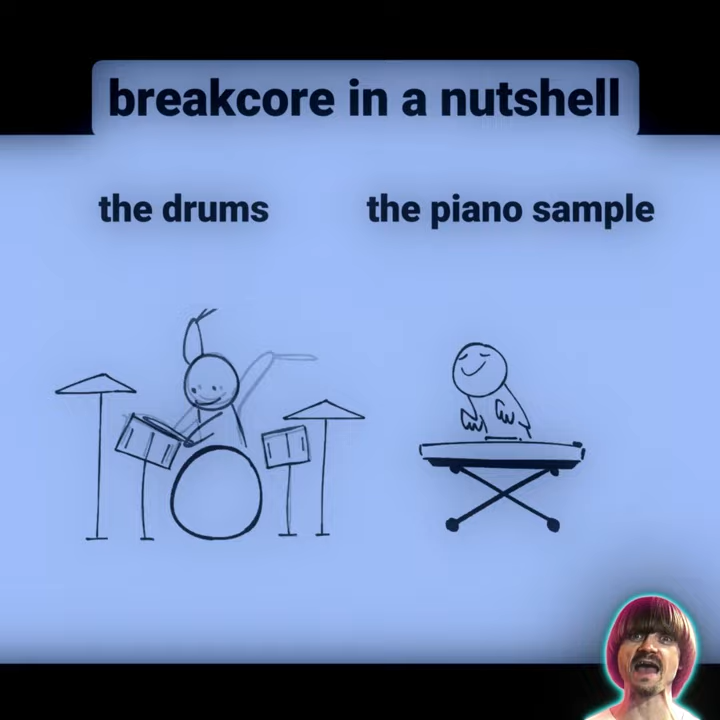 breakcore in a nutshell
the drums
the piano sample